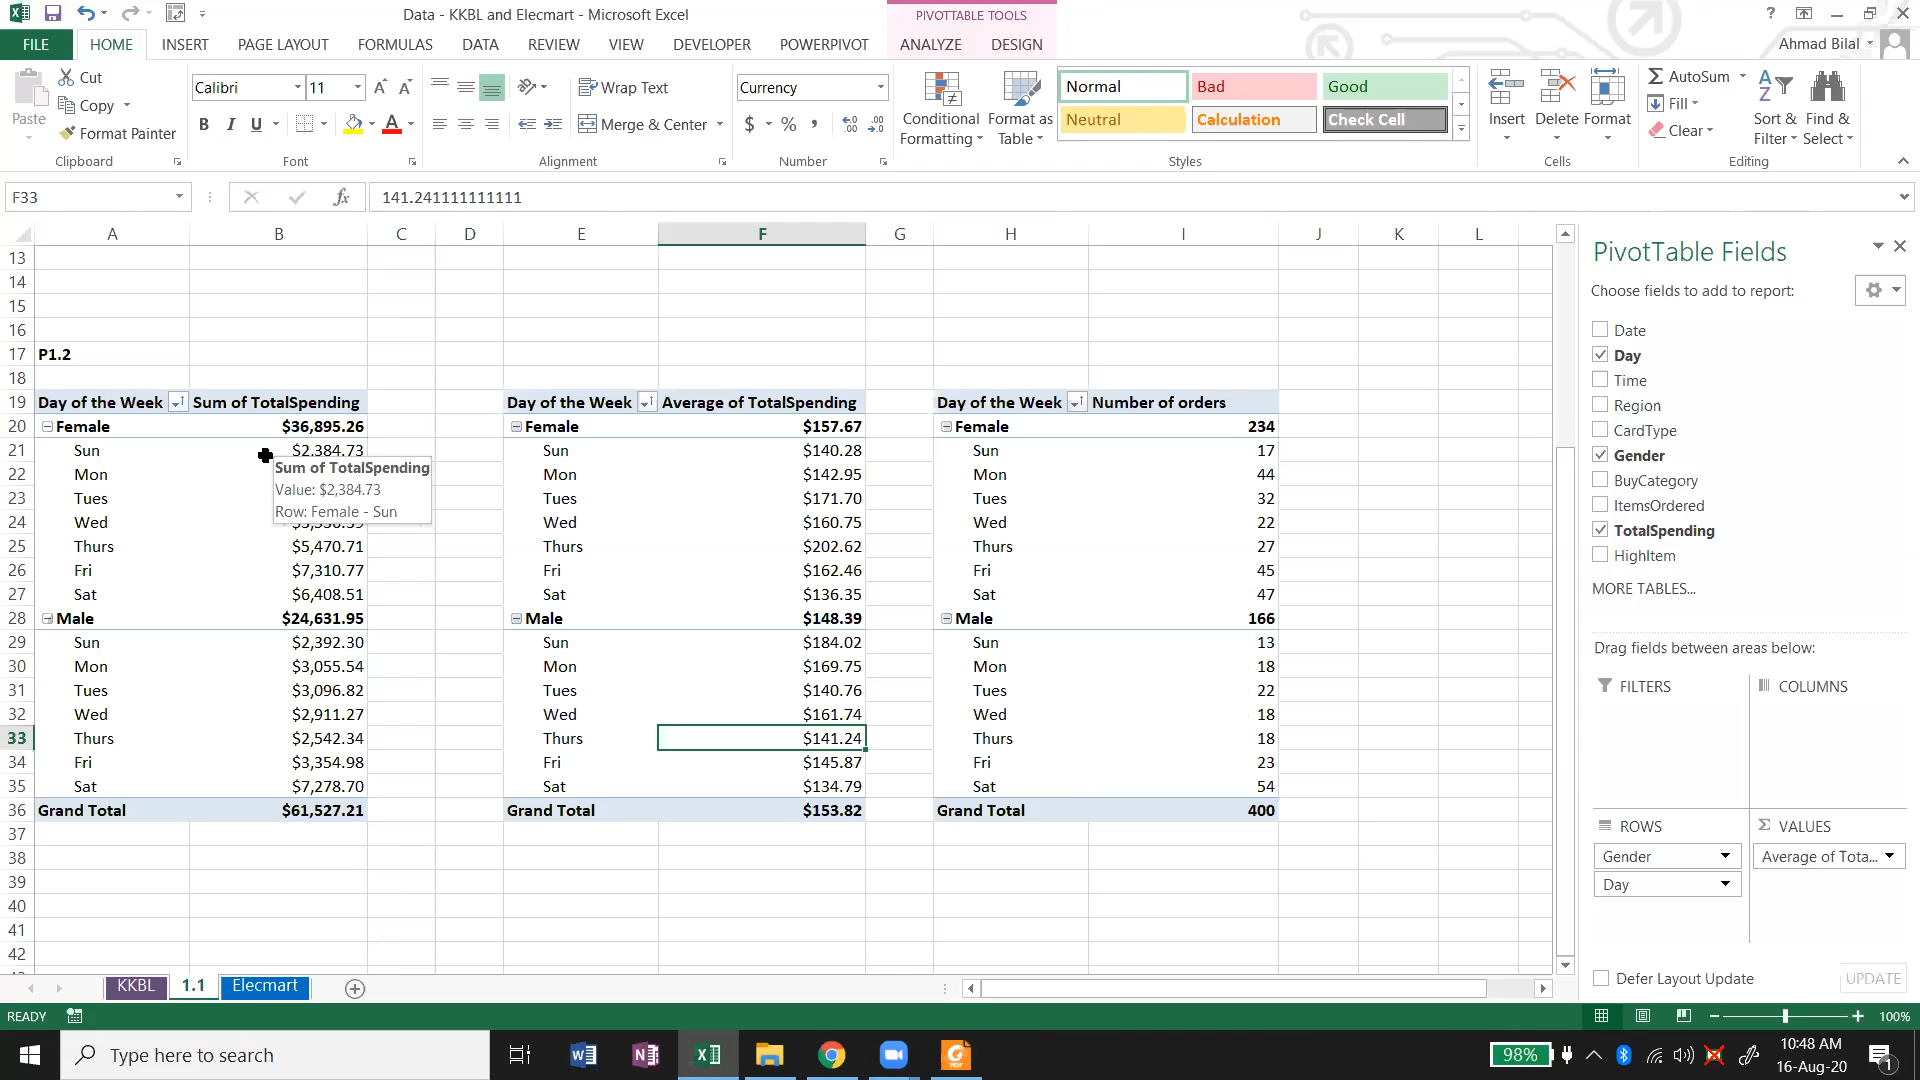 Data - KKBL and Elecmart - Microsoft Excel
PIVOTTABLE TOOLS
?
FILE HOME INSERT PAGE LAYOUT FORMULAS DATA REVIEW VIEW DEVELOPER POWERPIVOT ANALYZE DESIGN
Ahmad Bilal
Paste
Cut
Copy
Format Painter
Clipboard
Calibri 11
B I U
Font
Wrap Text
Merge & Center
Alignment
Currency
$ % ,
Number
Conditional Formatting
Format as Table
Normal Bad Good
Neutral Calculation Check Cell
Styles
Insert Delete Format
Cells
AutoSum
Fill
Clear
Sort & Filter
Find & Select
Editing
F33
fx
141.241111111111
A B C D E F G H I J K L
13
14
15
16
17 P1.2
18
19 Day of the Week Sum of TotalSpending Day of the Week Average of TotalSpending Day of the Week Number of orders
20 Female $36,895.26 Female $157.67 Female 234
21 Sun $2,384.73 Sun $140.28 Sun 17
22 Mon Mon $142.95 Mon 44
23 Tues Tues $171.70 Tues 32
24 Wed Wed $160.75 Wed 22
25 Thurs $5,470.71 Thurs $202.62 Thurs 27
26 Fri $7,310.77 Fri $162.46 Fri 45
27 Sat $6,408.51 Sat $136.35 Sat 47
28 Male $24,631.95 Male $148.39 Male 166
29 Sun $2,392.30 Sun $184.02 Sun 13
30 Mon $3,055.54 Mon $169.75 Mon 18
31 Tues $3,096.82 Tues $140.76 Tues 22
32 Wed $2,911.27 Wed $161.74 Wed 18
33 Thurs $2,542.34 Thurs $141.24 Thurs 18
34 Fri $3,354.98 Fri $145.87 Fri 23
35 Sat $7,278.70 Sat $134.79 Sat 54
36 Grand Total $61,527.21 Grand Total $153.82 Grand Total 400
37
38
39
40
41
42
Sum of TotalSpending
Value: $2,384.73
Row: Female - Sun
PivotTable Fields
Choose fields to add to report:
Date
Day
Time
Region
CardType
Gender
BuyCategory
ItemsOrdered
TotalSpending
HighItem
MORE TABLES...
Drag fields between areas below:
FILTERS COLUMNS
ROWS VALUES
Gender Average of Tota...
Day
Defer Layout Update UPDATE
KKBL 1.1 Elecmart
READY
100%
Type here to search
98%
10:48 AM
16-Aug-20
1